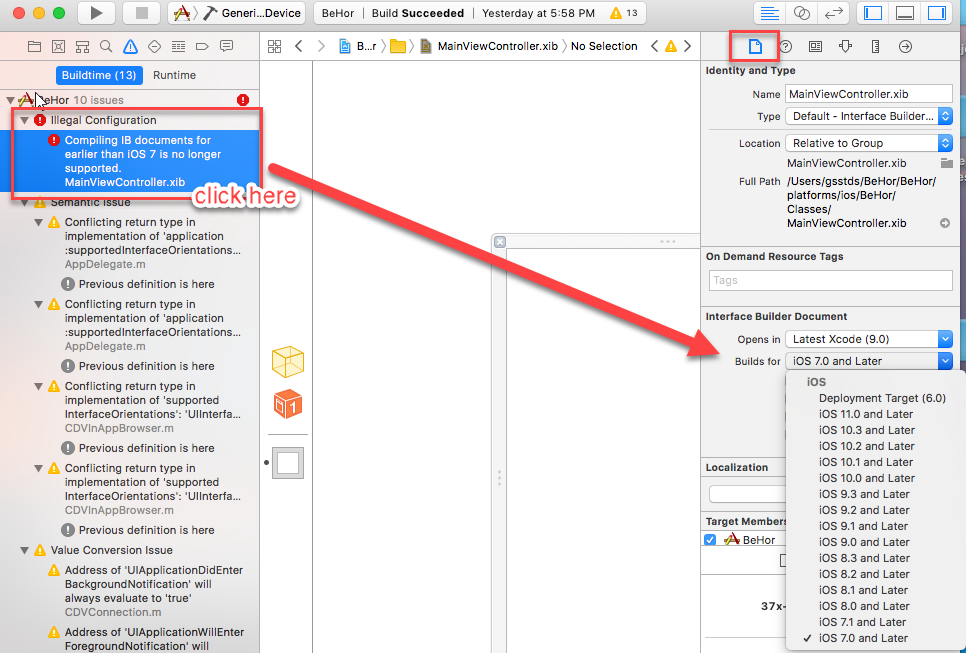 Generi...Device
BeHor
Build Succeeded
Yesterday at 5:58 PM
13
B...r
MainViewController.xib
No Selection
Buildtime (13)
Runtime
BeHor 10 issues
Illegal Configuration
Compiling IB documents for
earlier than iOS 7 is no longer
supported.
MainViewController.xib
click here
Semantic Issue
Conflicting return type in
implementation of 'application
:supportedInterfaceOrientations...
AppDelegate.m
Previous definition is here
Conflicting return type in
implementation of 'application
:supportedInterfaceOrientations...
AppDelegate.m
Previous definition is here
Conflicting return type in
implementation of 'supported
InterfaceOrientations': 'UIInterfa...
CDVInAppBrowser.m
Previous definition is here
Conflicting return type in
implementation of 'supported
InterfaceOrientations': 'UIInterfa...
CDVInAppBrowser.m
Previous definition is here
Value Conversion Issue
Address of 'UIApplicationDidEnter
BackgroundNotification' will
always evaluate to 'true'
CDVConnection.m
Address of 'UIApplicationWillEnter
ForegroundNotification' will
1
Identity and Type
Name MainViewController.xib
Type Default - Interface Builder...
Location Relative to Group
MainViewController.xib
Full Path /Users/gsstds/BeHor/BeHor/
platforms/ios/BeHor/
Classes/
MainViewController.xib
On Demand Resource Tags
Tags
Interface Builder Document
Opens in Latest Xcode (9.0)
Builds for iOS 7.0 and Later
iOS
Deployment Target (6.0)
iOS 11.0 and Later
iOS 10.3 and Later
iOS 10.2 and Later
iOS 10.1 and Later
iOS 10.0 and Later
iOS 9.3 and Later
iOS 9.2 and Later
iOS 9.1 and Later
iOS 9.0 and Later
iOS 8.3 and Later
iOS 8.2 and Later
iOS 8.1 and Later
iOS 8.0 and Later
iOS 7.1 and Later
✓ iOS 7.0 and Later
Localization
Target Members
BeHor
37x-